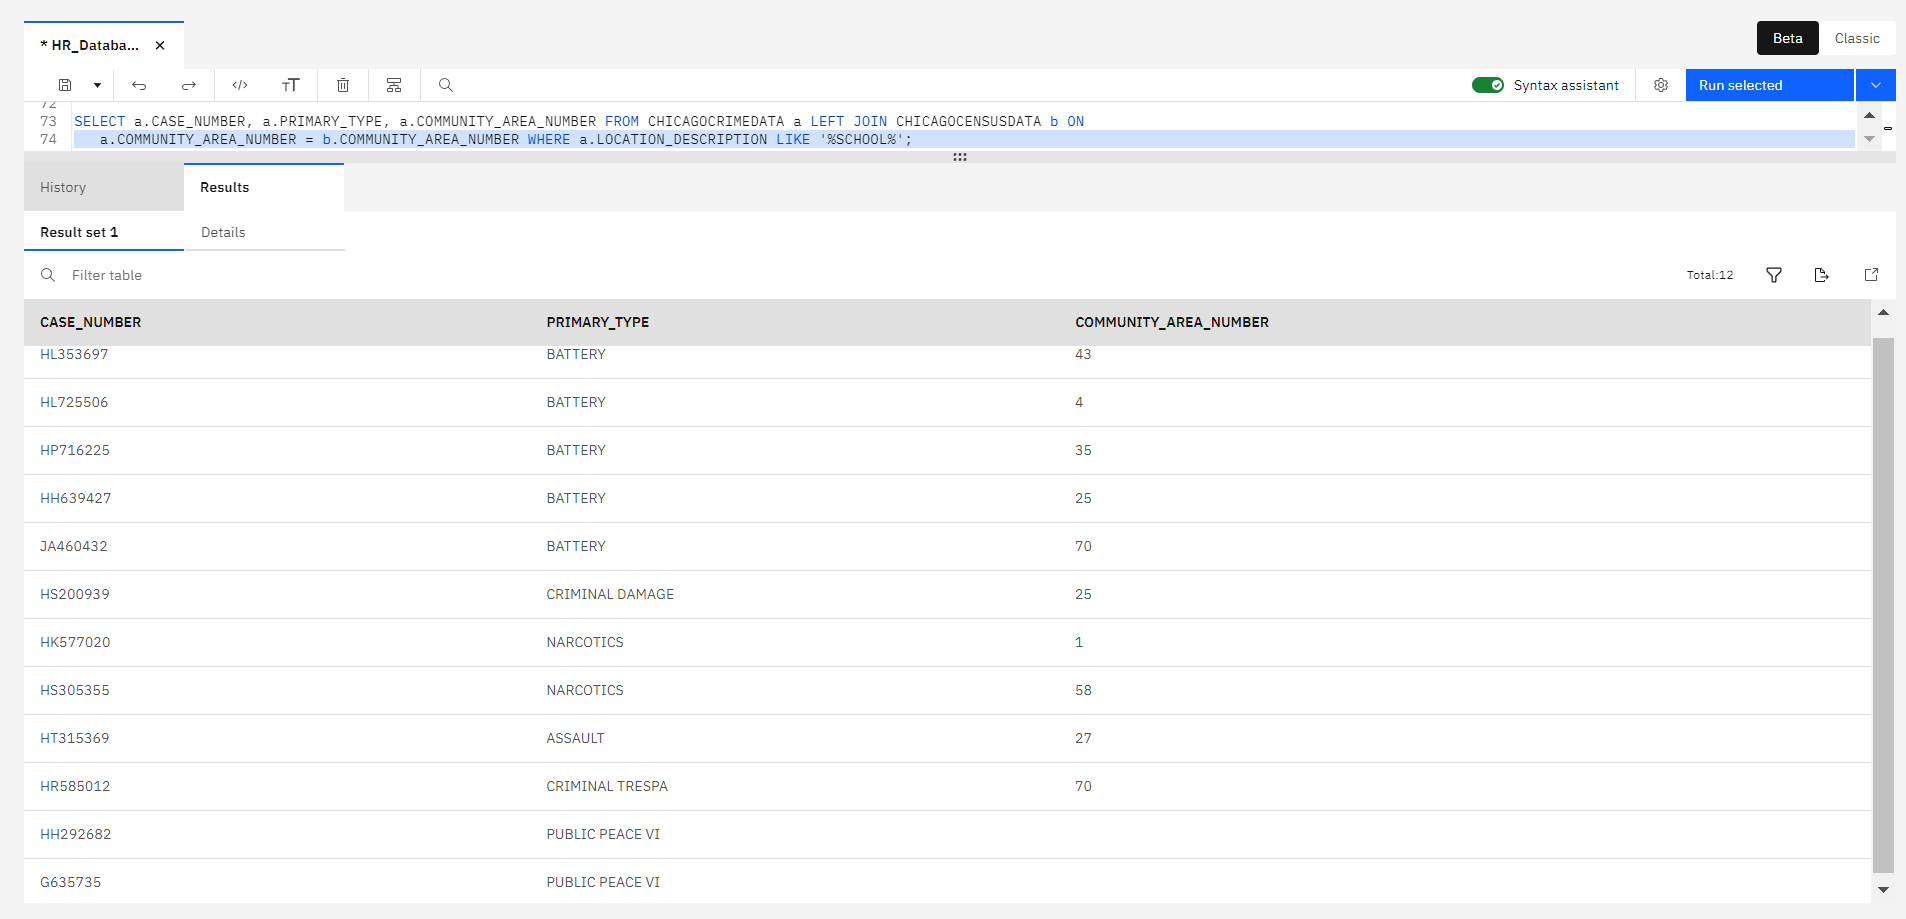 * HR_Databa... ×
Beta Classic
Syntax assistant Run selected
72
73 SELECT a.CASE_NUMBER, a.PRIMARY_TYPE, a.COMMUNITY_AREA_NUMBER FROM CHICAGOCRIMEDATA a LEFT JOIN CHICAGOCENSUSDATA b ON
74 a.COMMUNITY_AREA_NUMBER = b.COMMUNITY_AREA_NUMBER WHERE a.LOCATION_DESCRIPTION LIKE '%SCHOOL%';
History Results
Result set 1 Details
Filter table Total:12
CASE_NUMBER PRIMARY_TYPE COMMUNITY_AREA_NUMBER
HL353697 BATTERY 43
HL725506 BATTERY 4
HP716225 BATTERY 35
HH639427 BATTERY 25
JA460432 BATTERY 70
HS200939 CRIMINAL DAMAGE 25
HK577020 NARCOTICS 1
HS305355 NARCOTICS 58
HT315369 ASSAULT 27
HR585012 CRIMINAL TRESPA 70
HH292682 PUBLIC PEACE VI
G635735 PUBLIC PEACE VI